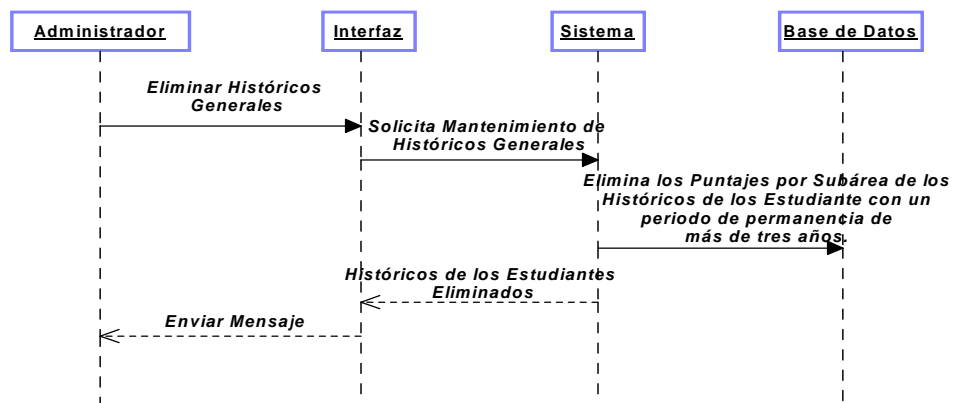 Administrador
Interfaz
Sistema
Base de Datos
Eliminar Históricos
Generales
Solicita Mantenimiento de
Históricos Generales
Elimina los Puntajes por Subárea de los
Históricos de los Estudiante con un
periodo de permanencia de
más de tres años.
Históricos de los Estudiantes
Eliminados
Enviar Mensaje